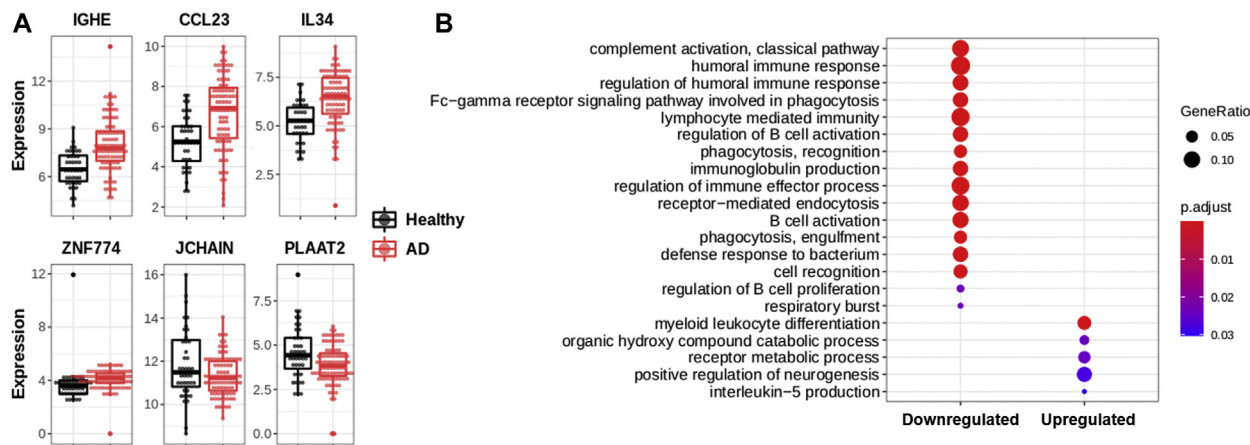 A
IGHE CCL23 IL34
Expression
12
9
6
10
8
6
4
2
7.5
5.0
2.5
Healthy
AD
ZNF774 JCHAIN PLAAT2
Expression
12
8
4
0
16
14
12
10
7.5
5.0
2.5
0.0
B
complement activation, classical pathway
humoral immune response
regulation of humoral immune response
Fc-gamma receptor signaling pathway involved in phagocytosis
lymphocyte mediated immunity
regulation of B cell activation
phagocytosis, recognition
immunoglobulin production
regulation of immune effector process
receptor-mediated endocytosis
B cell activation
phagocytosis, engulfment
defense response to bacterium
cell recognition
regulation of B cell proliferation
respiratory burst
myeloid leukocyte differentiation
organic hydroxy compound catabolic process
receptor metabolic process
positive regulation of neurogenesis
interleukin-5 production
Downregulated Upregulated
GeneRatio
0.05
0.10
p.adjust
0.01
0.02
0.03